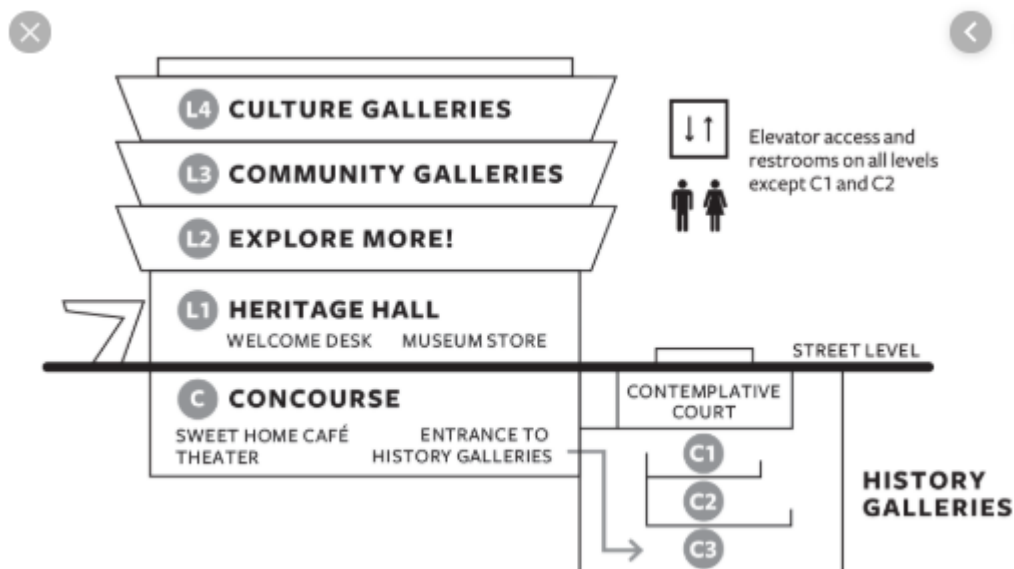 L4 CULTURE GALLERIES
L3 COMMUNITY GALLERIES
L2 EXPLORE MORE!
L1 HERITAGE HALL
WELCOME DESK MUSEUM STORE
Elevator access and
restrooms on all levels
except C1 and C2
STREET LEVEL
C CONCOURSE
SWEET HOME CAFÉ
THEATER
ENTRANCE TO
HISTORY GALLERIES
CONTEMPLATIVE
COURT
C1
C2
C3
HISTORY
GALLERIES